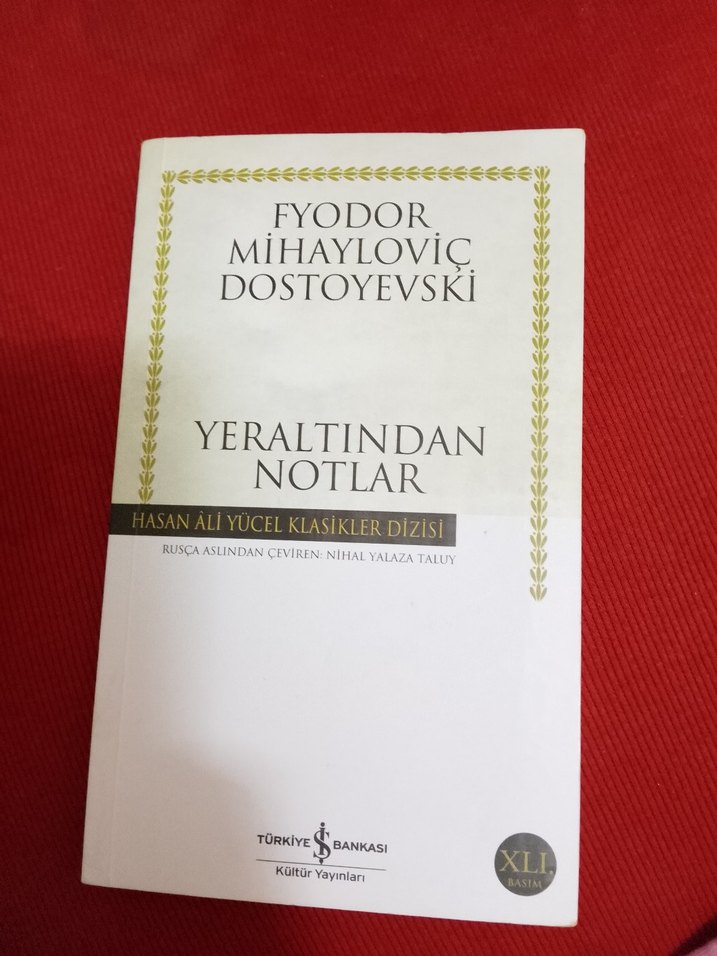 FYODOR
MİHAYLOVİÇ
DOSTOYEVSKİ
YERALTINDAN
NOTLAR
HASAN ÂLİ YÜCEL KLASİKLER DİZİSİ
RUSÇA ASLINDAN ÇEVİREN: NİHAL YALAZA TALUY
TÜRKİYE İŞ BANKASI
Kültür Yayınları
XLI.
BASIM